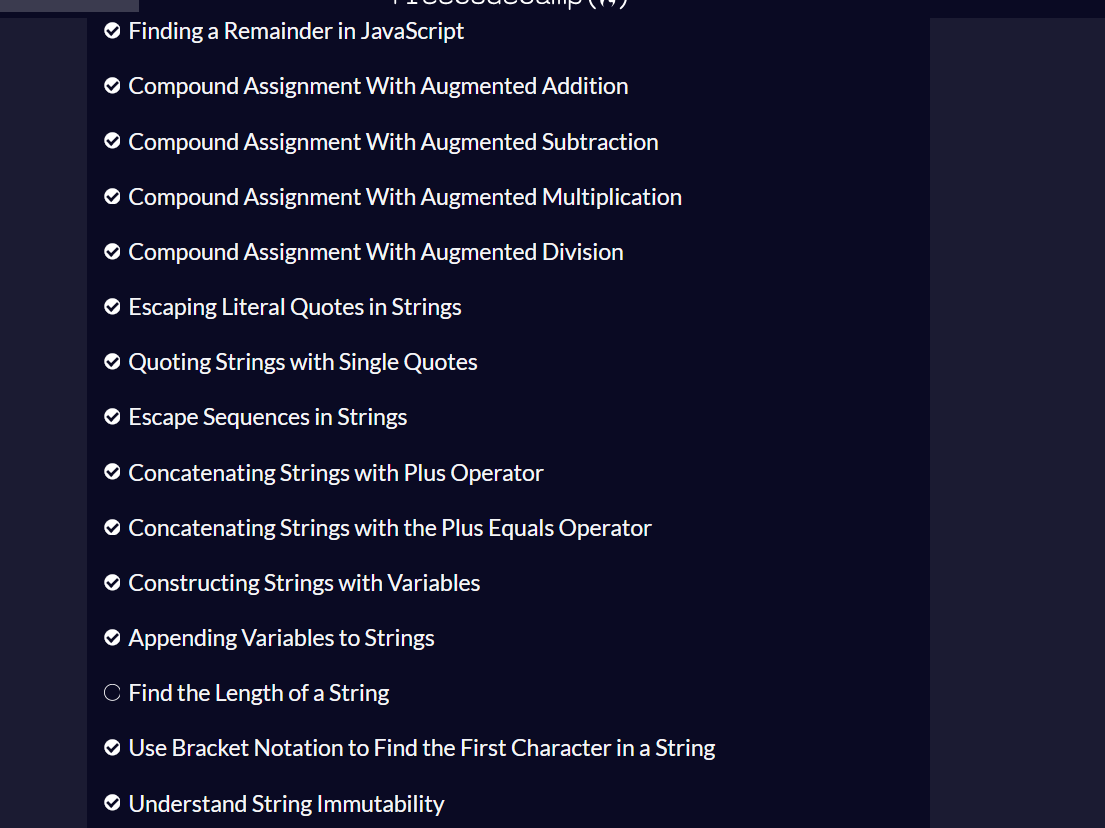 Finding a Remainder in JavaScript
Compound Assignment With Augmented Addition
Compound Assignment With Augmented Subtraction
Compound Assignment With Augmented Multiplication
Compound Assignment With Augmented Division
Escaping Literal Quotes in Strings
Quoting Strings with Single Quotes
Escape Sequences in Strings
Concatenating Strings with Plus Operator
Concatenating Strings with the Plus Equals Operator
Constructing Strings with Variables
Appending Variables to Strings
Find the Length of a String
Use Bracket Notation to Find the First Character in a String
Understand String Immutability